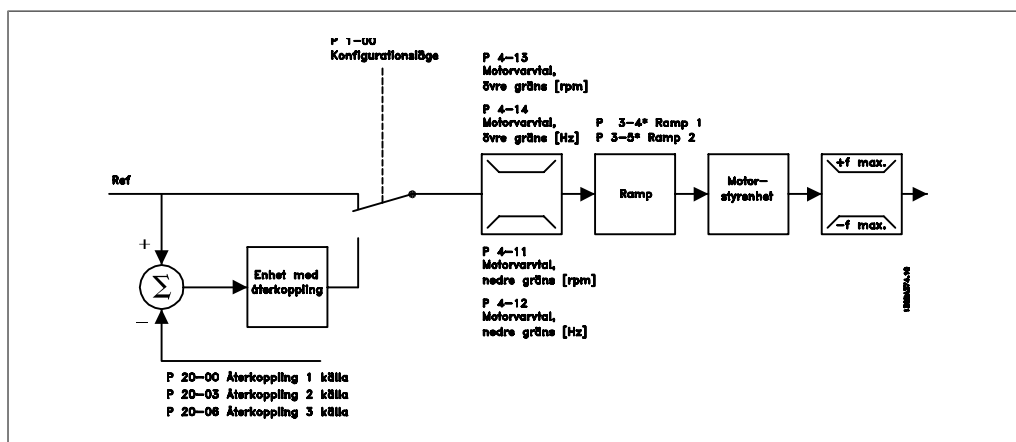 P 1-00
Konfigurationsläge
P 4-13
Motorvarvtal,
övre gräns [rpm]
P 4-14
Motorvarvtal,
övre gräns [Hz]
P 3-4* Ramp 1
P 3-5* Ramp 2
Ref
+
Σ
−
Enhet med
återkoppling
Ramp
Motor-
styrenhet
+f max.
−f max.
P 4-11
Motorvarvtal,
nedre gräns [rpm]
P 4-12
Motorvarvtal,
nedre gräns [Hz]
P 20-00 Återkoppling 1 källa
P 20-03 Återkoppling 2 källa
P 20-06 Återkoppling 3 källa